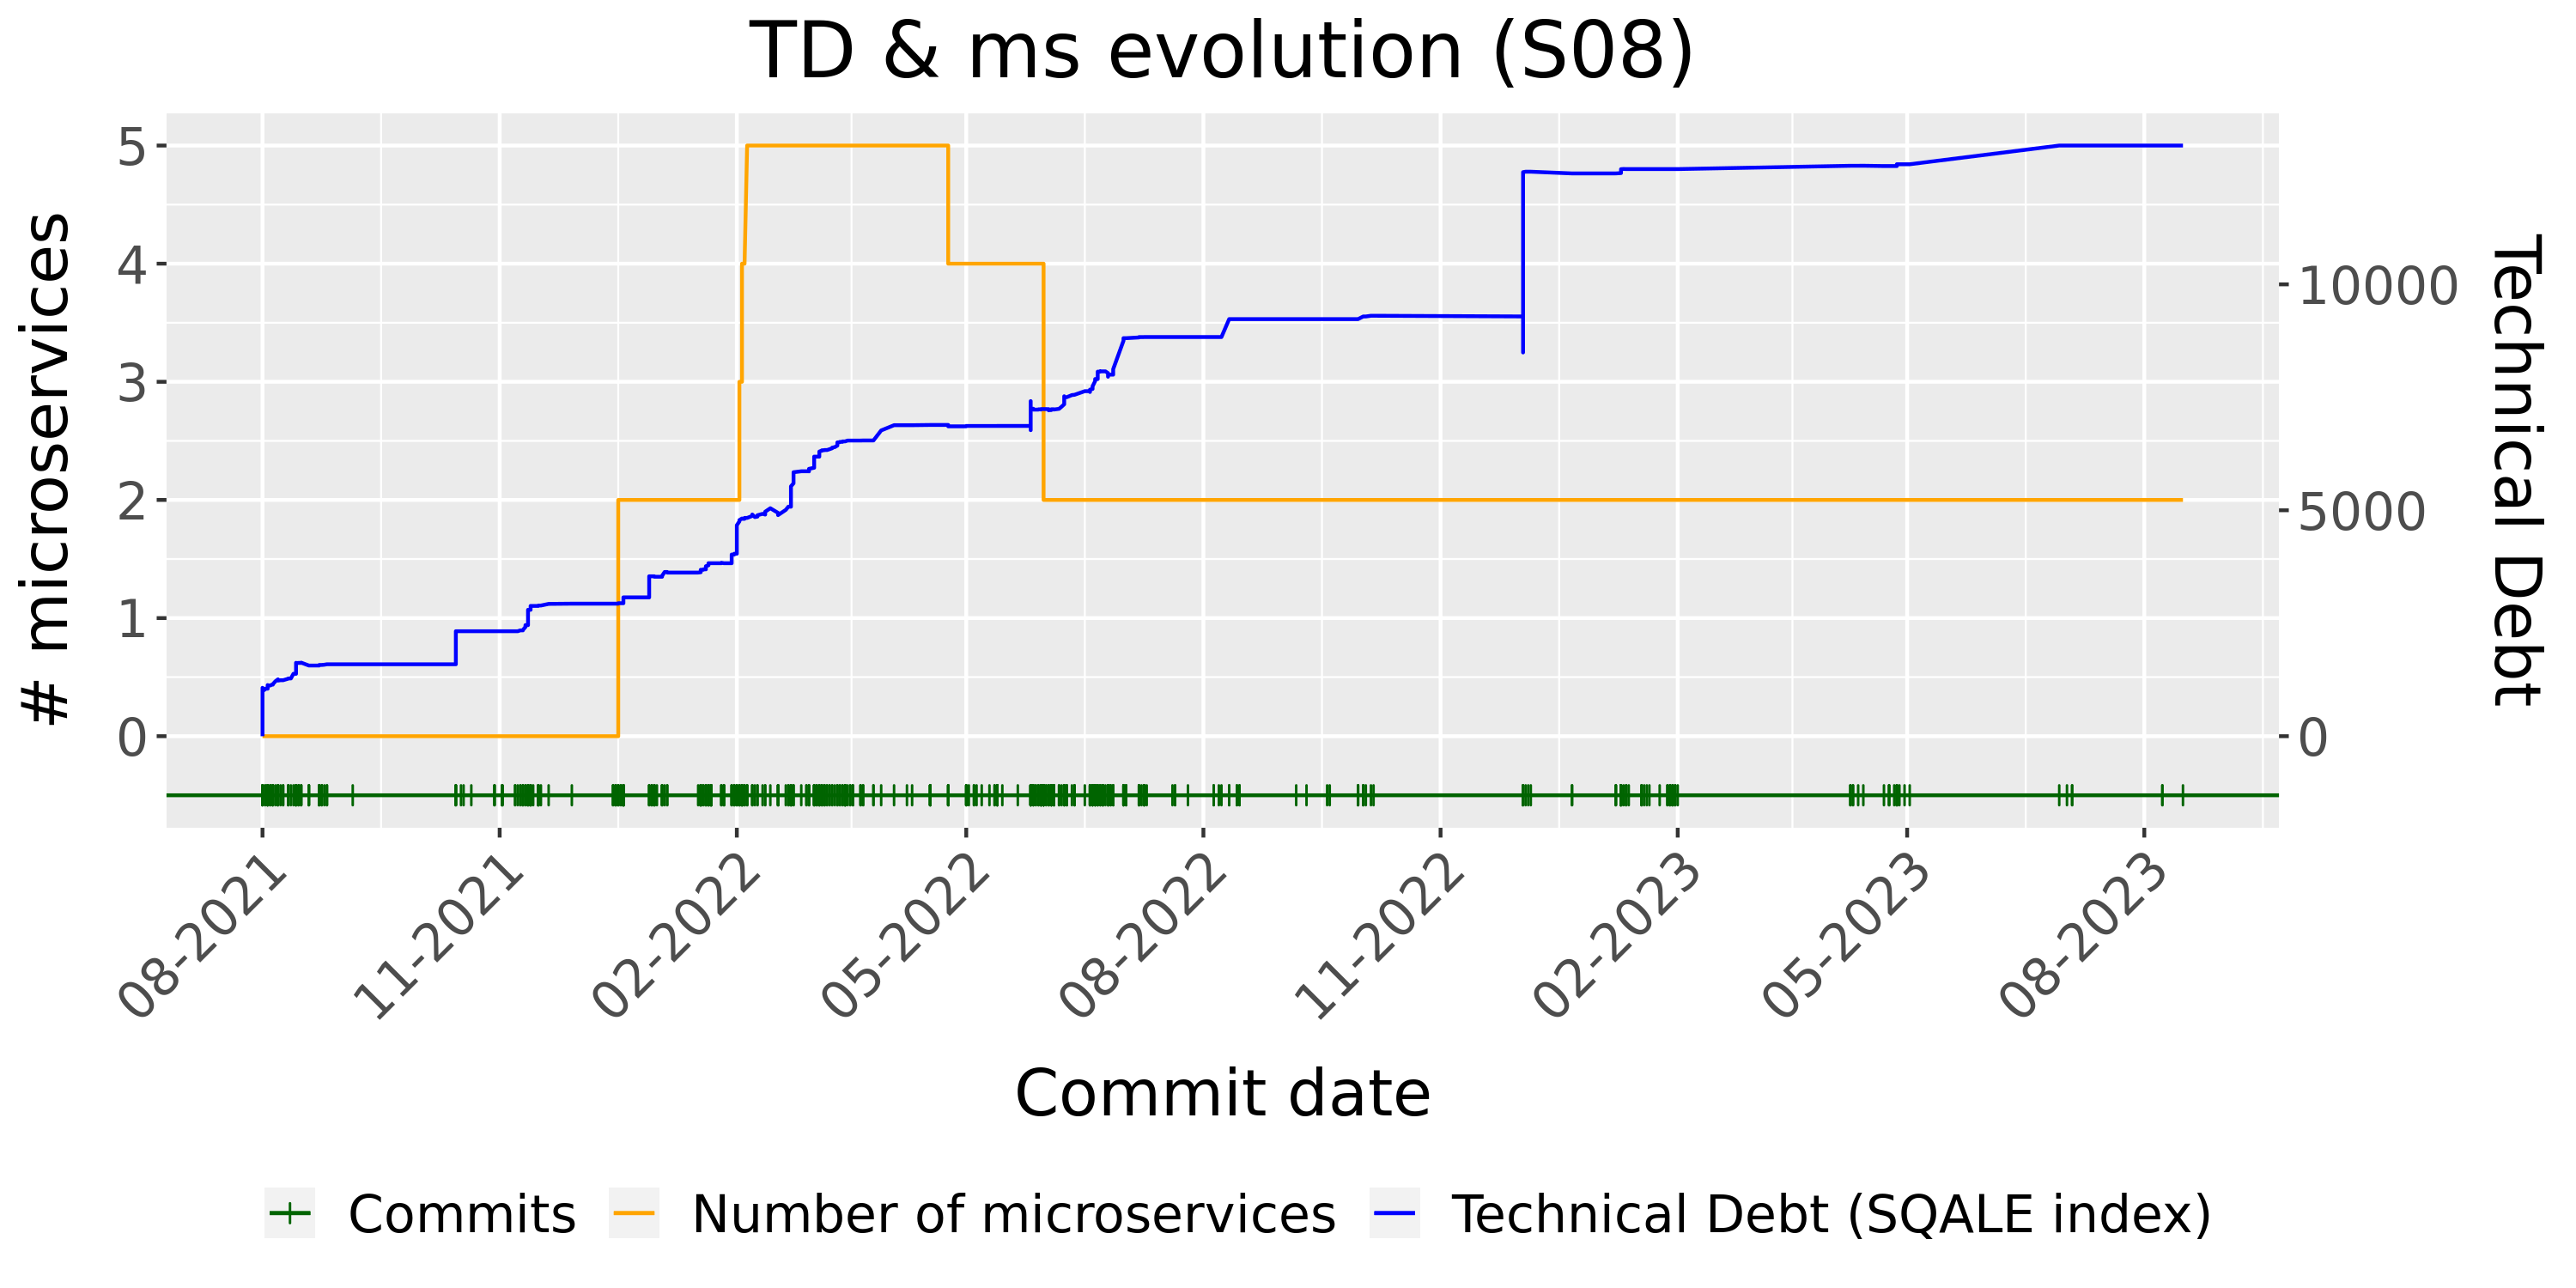 TD & ms evolution (S08)
# microservices
5
4
3
2
1
0
10000
5000
0
Technical Debt
08-2021
11-2021
02-2022
05-2022
08-2022
11-2022
02-2023
05-2023
08-2023
Commit date
Commits
Number of microservices
Technical Debt (SQALE index)